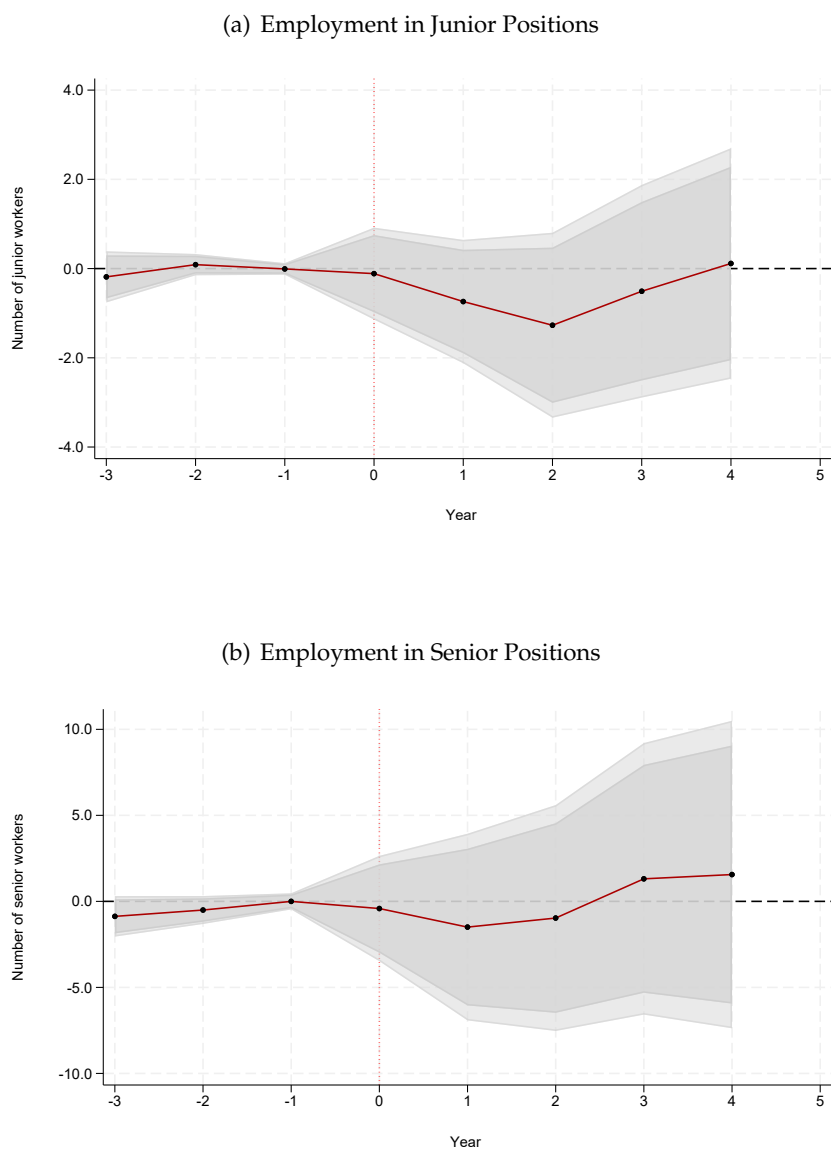 (a) Employment in Junior Positions
Number of junior workers
4.0
2.0
0.0
-2.0
-4.0
-3 -2 -1 0 1 2 3 4 5
Year
(b) Employment in Senior Positions
Number of senior workers
10.0
5.0
0.0
-5.0
-10.0
-3 -2 -1 0 1 2 3 4 5
Year